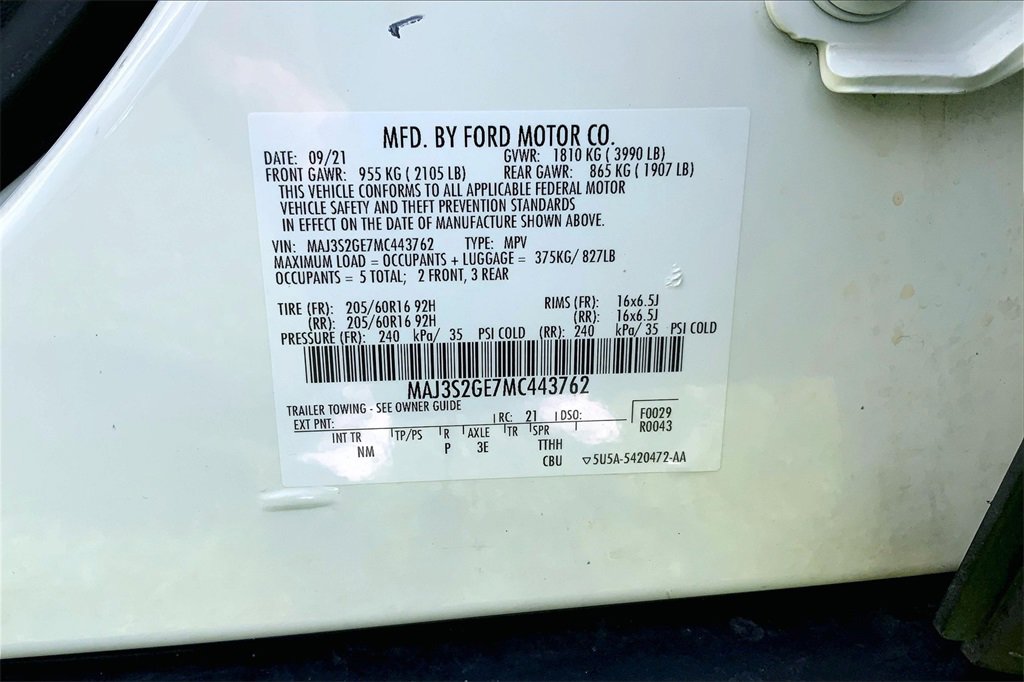 MFD. BY FORD MOTOR CO.
DATE: 09/21 GVWR: 1810 KG ( 3990 LB)
FRONT GAWR: 955 KG ( 2105 LB) REAR GAWR: 865 KG ( 1907 LB)
THIS VEHICLE CONFORMS TO ALL APPLICABLE FEDERAL MOTOR
VEHICLE SAFETY AND THEFT PREVENTION STANDARDS
IN EFFECT ON THE DATE OF MANUFACTURE SHOWN ABOVE.
VIN: MAJ3S2GE7MC443762 TYPE: MPV
MAXIMUM LOAD = OCCUPANTS + LUGGAGE = 375KG/ 827LB
OCCUPANTS = 5 TOTAL; 2 FRONT, 3 REAR
TIRE (FR): 205/60R16 92H RIMS (FR): 16x6.5J
(RR): 205/60R16 92H (RR): 16x6.5J
PRESSURE (FR): 240 kPa/ 35 PSI COLD (RR): 240 kPa/ 35 PSI COLD
MAJ3S2GE7MC443762
TRAILER TOWING - SEE OWNER GUIDE
EXT PNT: RC: 21 DSO: F0029
INT TR TP/PS R AXLE TR SPR R0043
NM P 3E TTHH
CBU ▽5U5A-5420472-AA